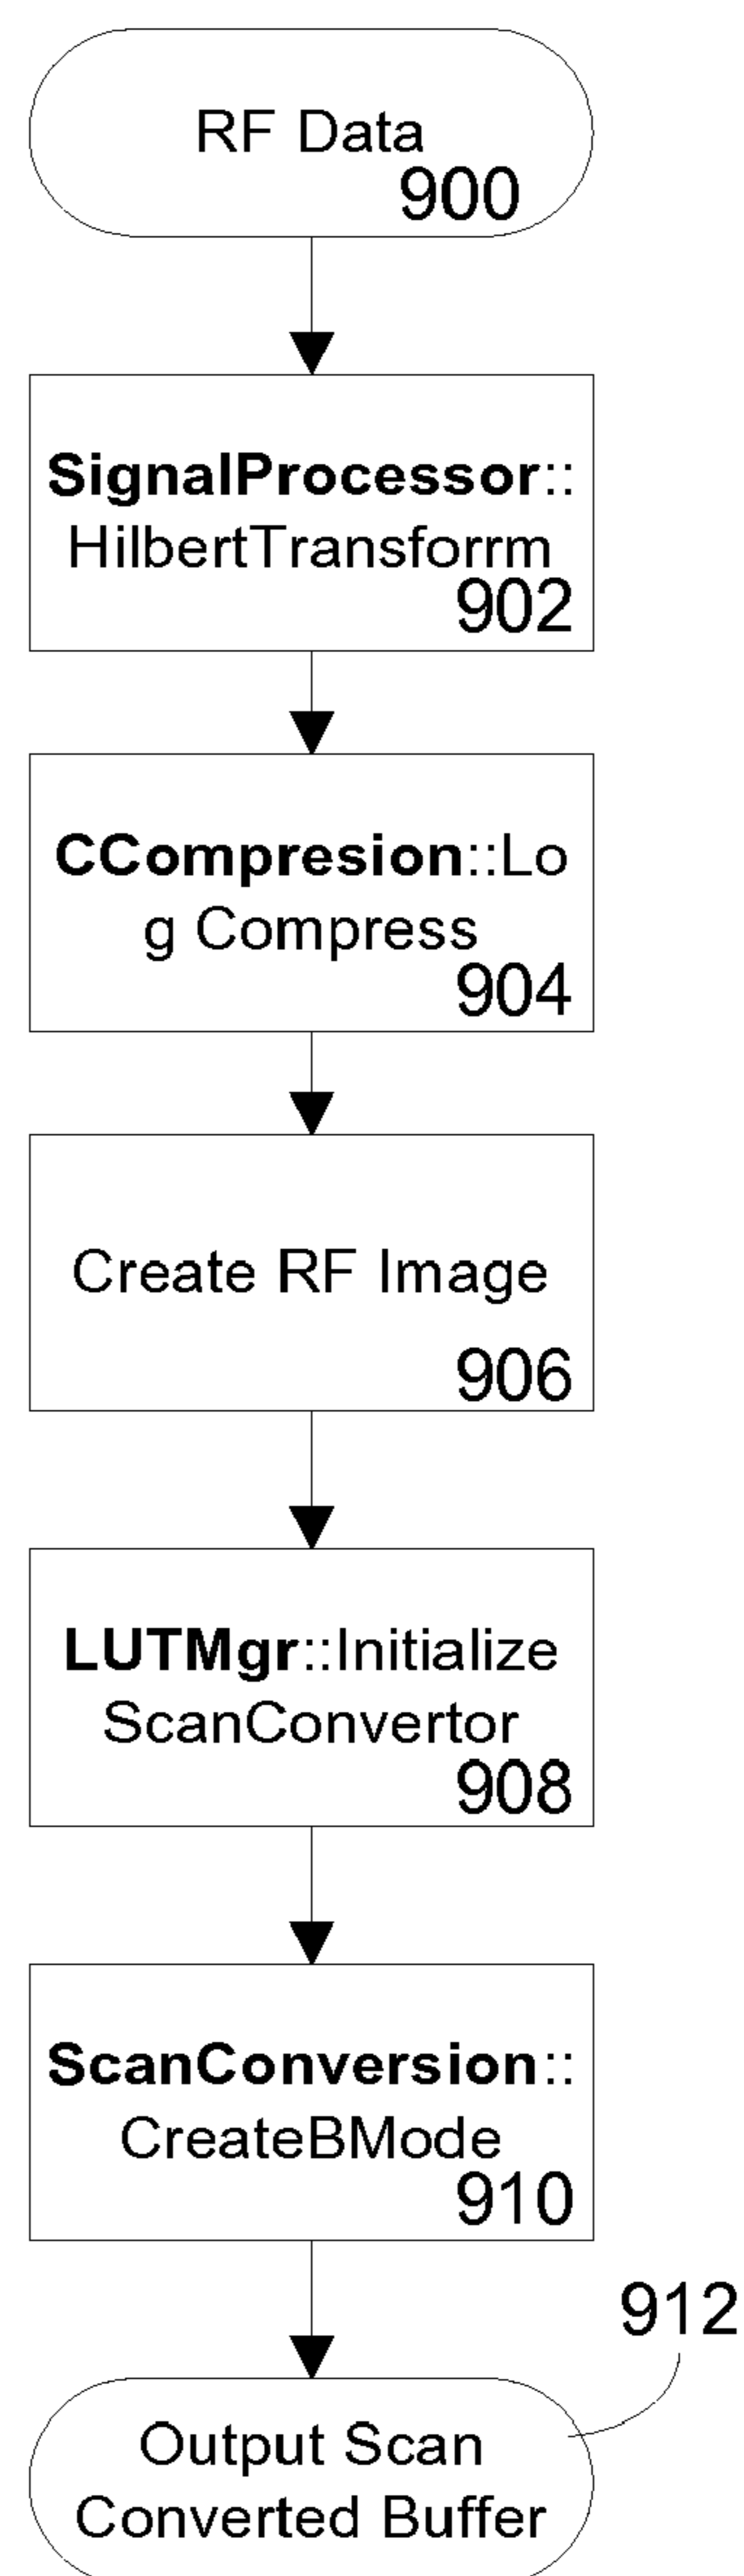 RF Data
900
SignalProcessor::
HilbertTransforrm
902
CCompresion::Lo
g Compress
904
Create RF Image
906
LUTMgr::Initialize
ScanConvertor
908
ScanConversion::
CreateBMode
910
912
Output Scan
Converted Buffer